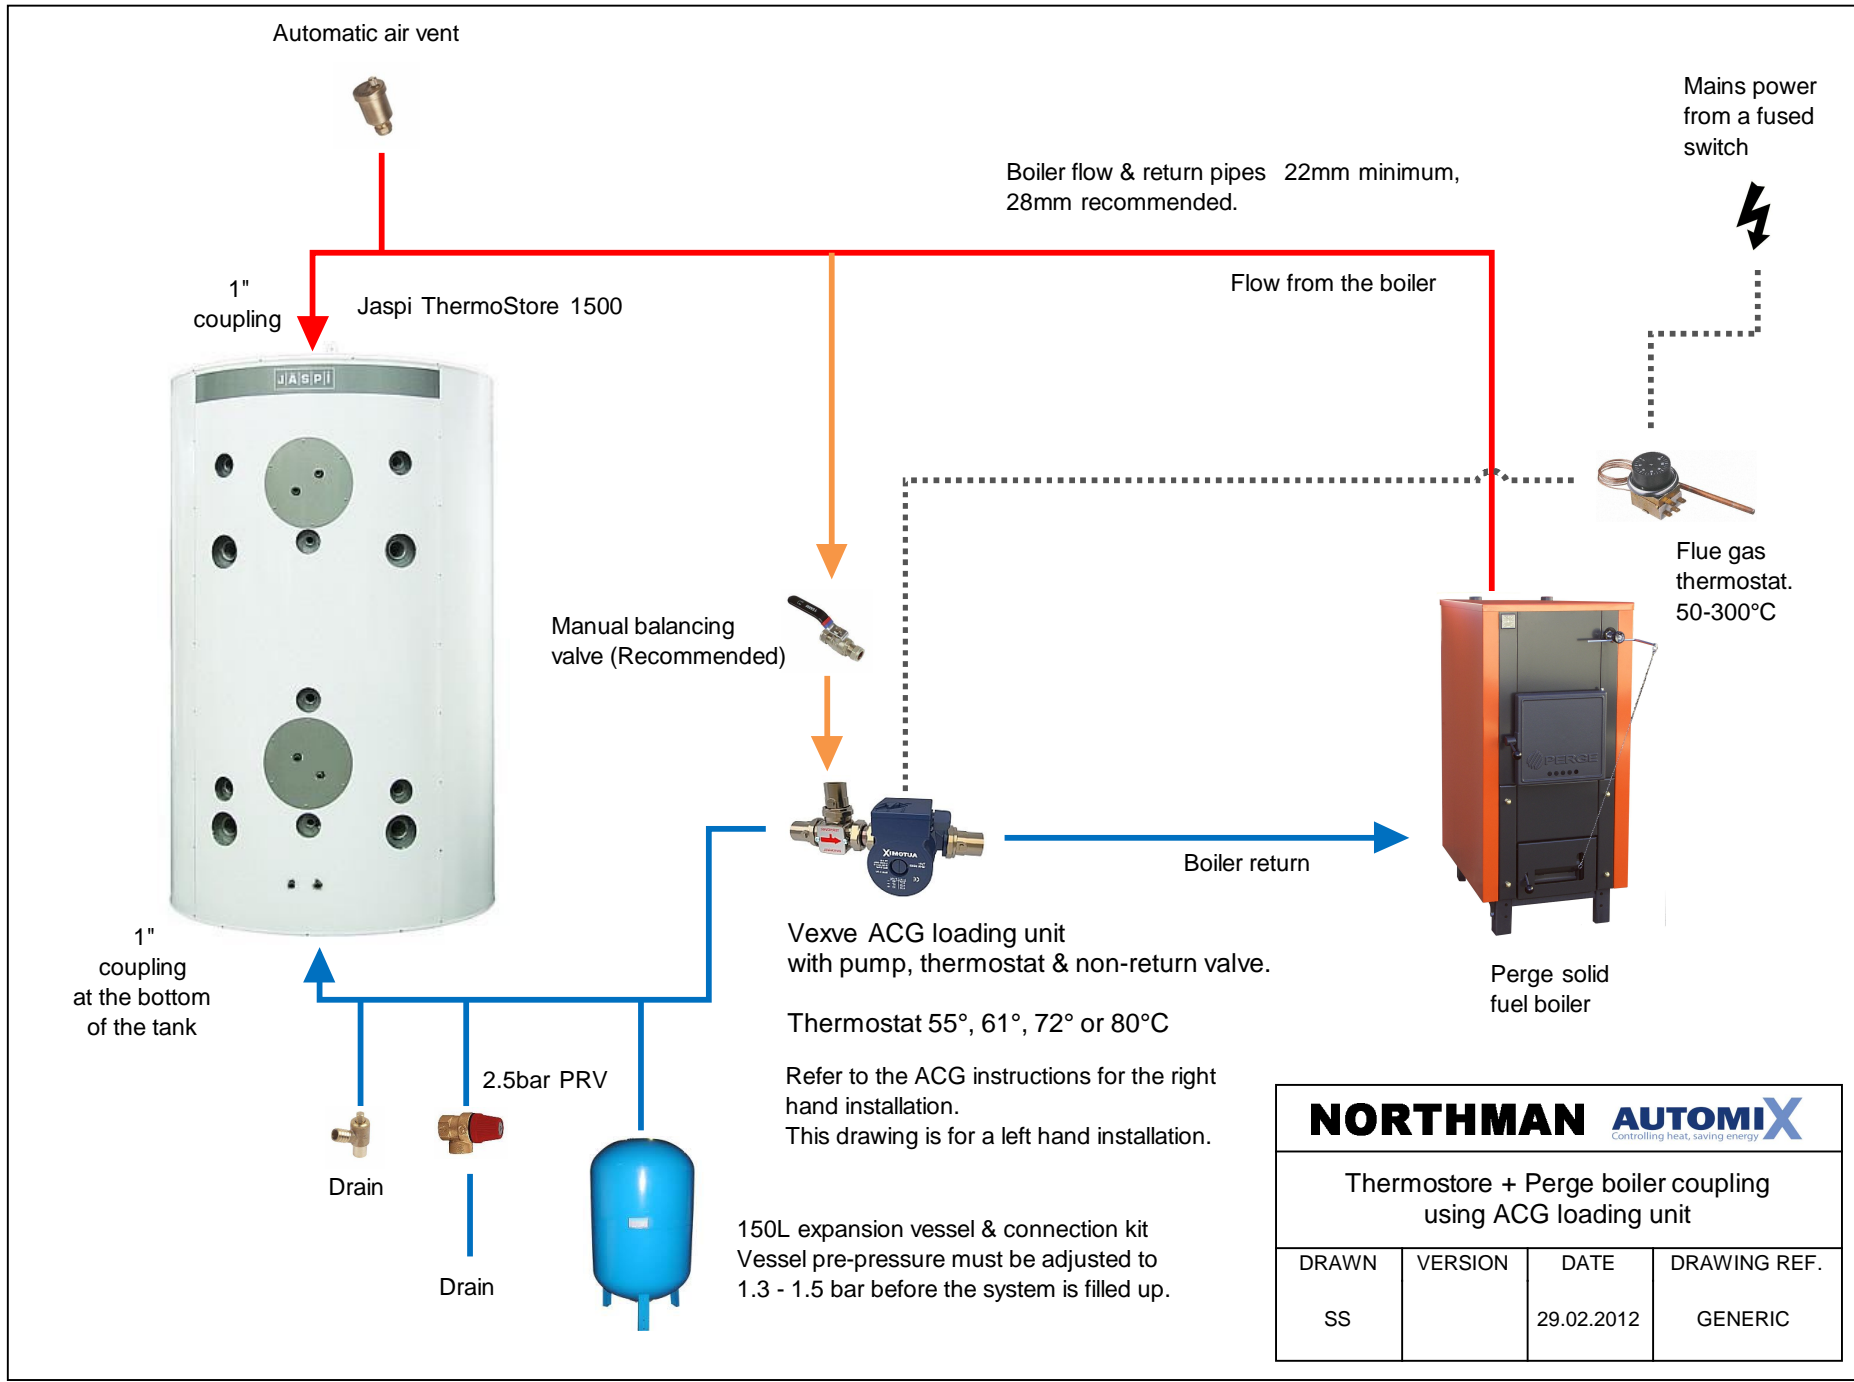 Automatic air vent
Mains power
from a fused
switch
Boiler flow & return pipes 22mm minimum,
28mm recommended.
Flow from the boiler
1"
coupling
Jaspi ThermoStore 1500
JÄSPI
Flue gas
thermostat.
50-300°C
Manual balancing
valve (Recommended)
PERGE
XIMOTUA
Boiler return
1"
coupling
at the bottom
of the tank
Vexve ACG loading unit
with pump, thermostat & non-return valve.
Perge solid
fuel boiler
Thermostat 55°, 61°, 72° or 80°C
2.5bar PRV
Refer to the ACG instructions for the right
hand installation.
This drawing is for a left hand installation.
Drain
150L expansion vessel & connection kit
Vessel pre-pressure must be adjusted to
1.3 - 1.5 bar before the system is filled up.
Drain
NORTHMAN AUTOMIX
Controlling heat, saving energy
Thermostore + Perge boiler coupling
using ACG loading unit
DRAWN VERSION DATE DRAWING REF.
SS 29.02.2012 GENERIC